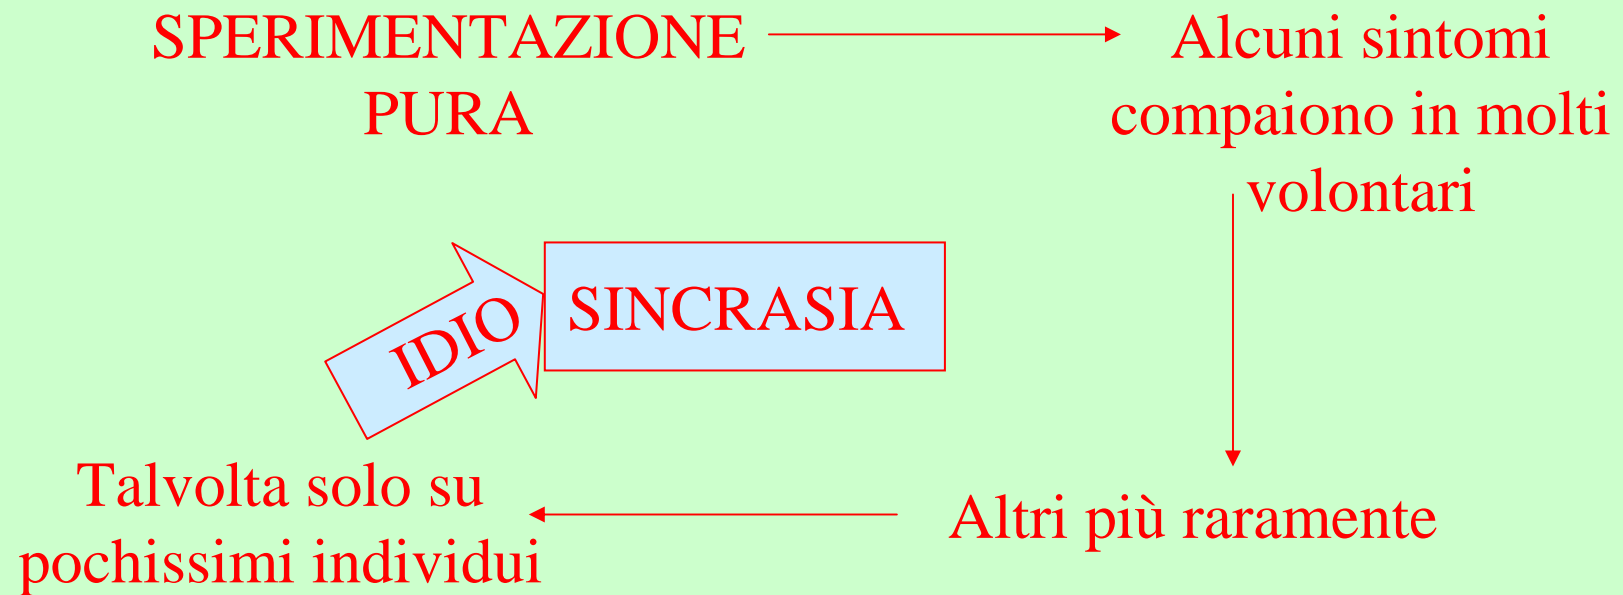 SPERIMENTAZIONE
PURA
Alcuni sintomi
compaiono in molti
volontari
Altri più raramente
Talvolta solo su
pochissimi individui
IDIO
SINCRASIA